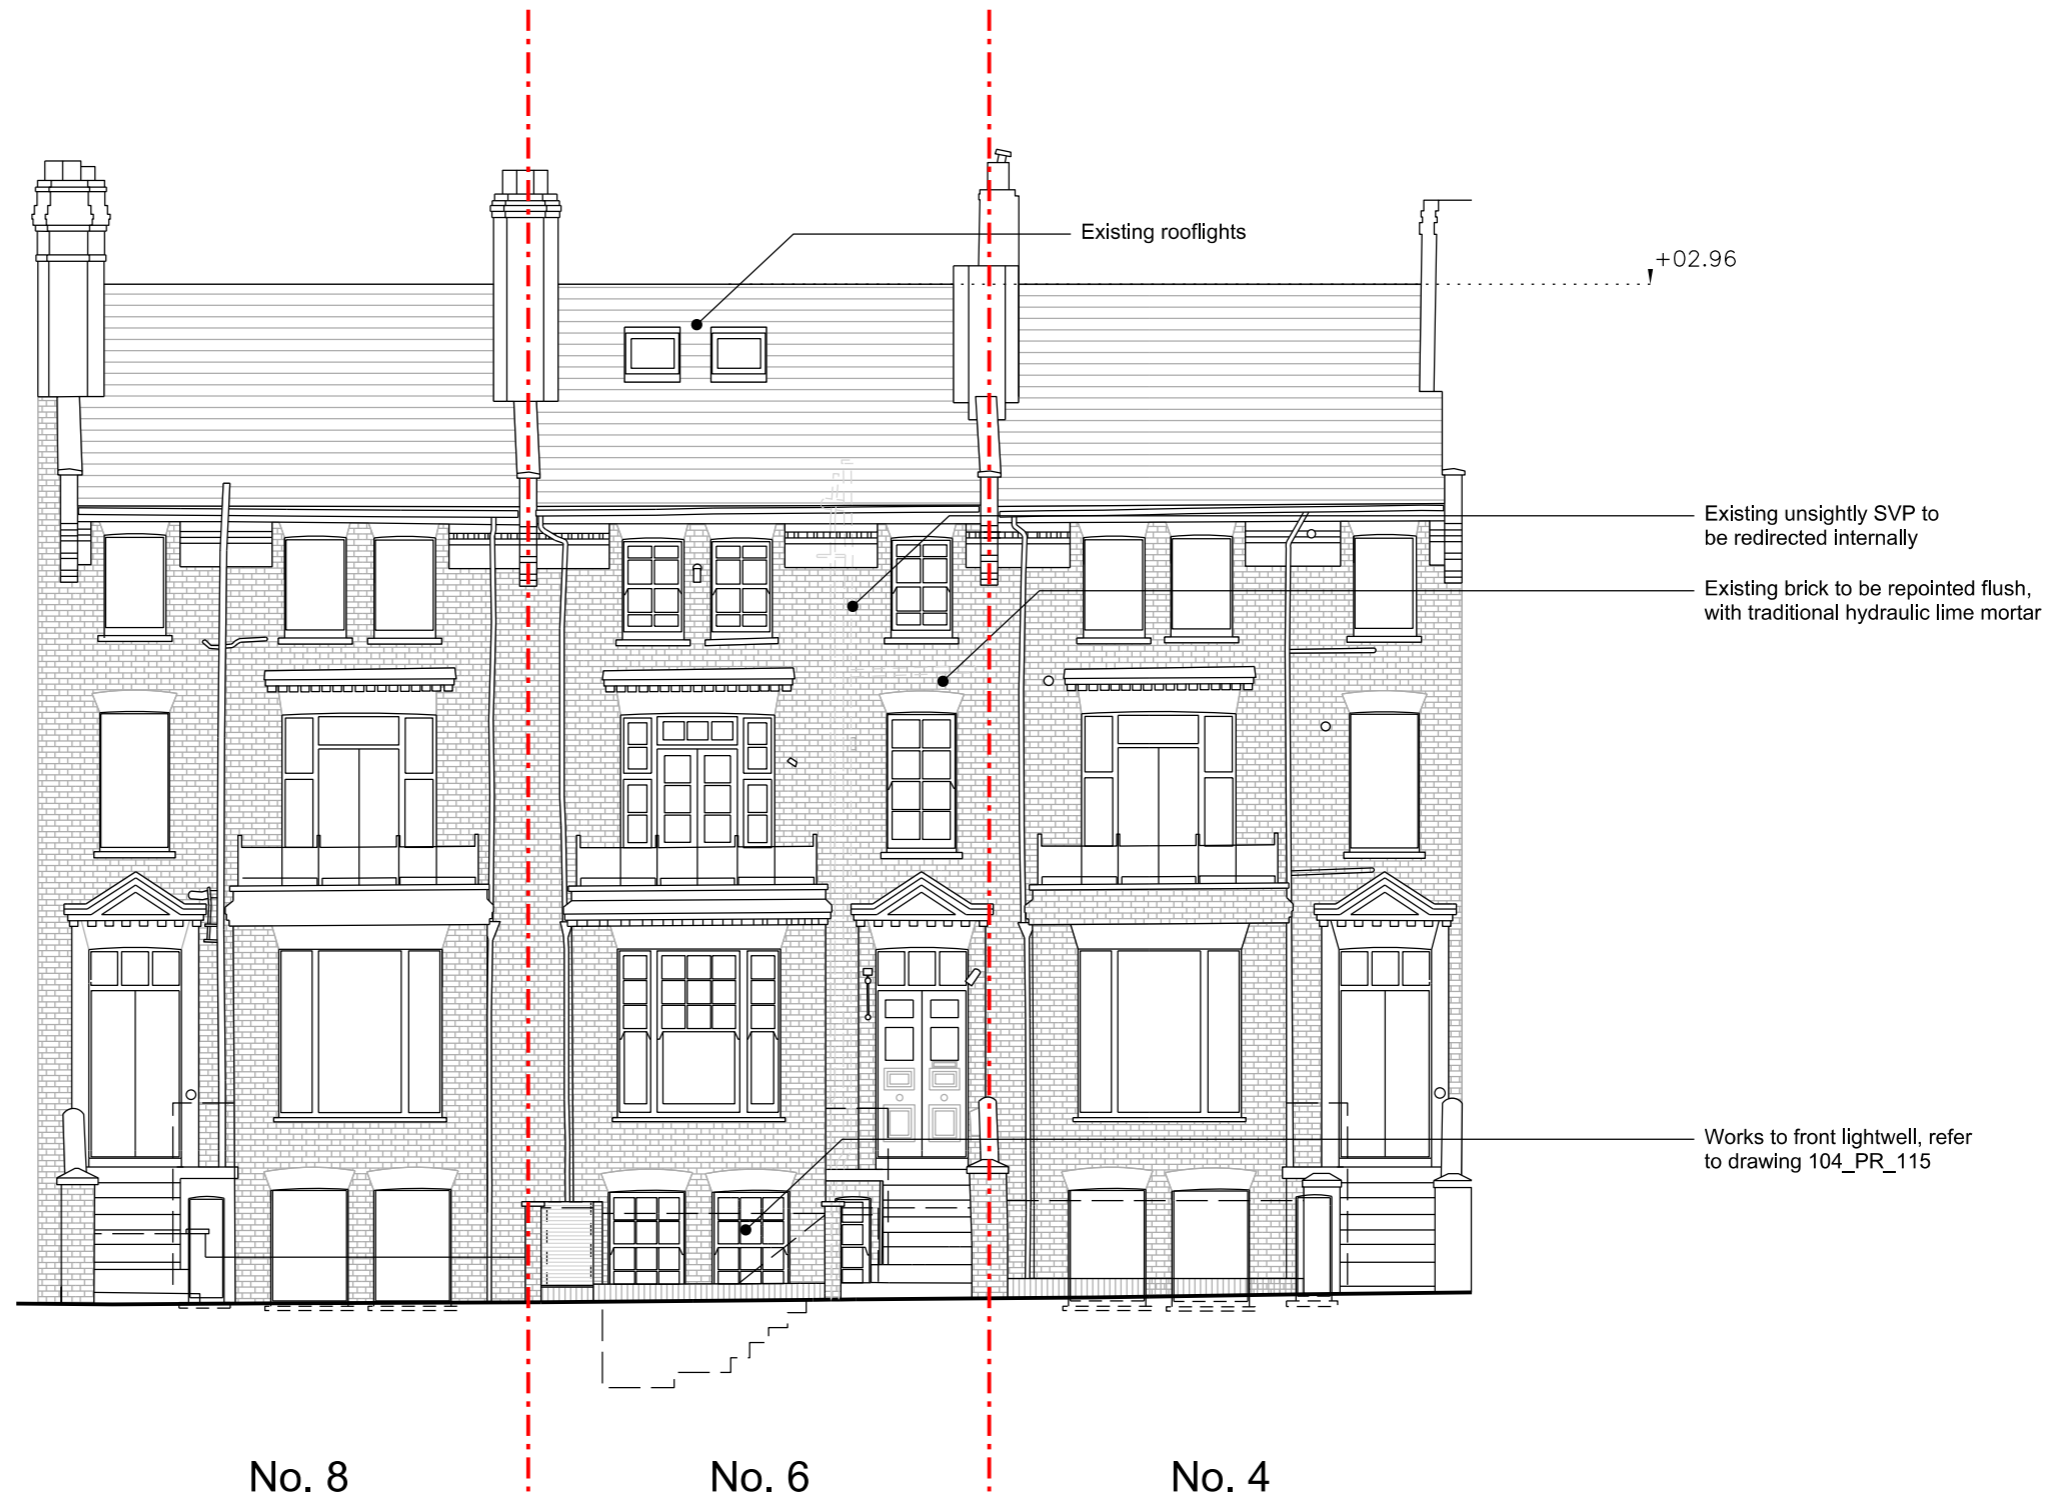 Existing rooflights
+02.96
Existing unsightly SVP to
be redirected internally
Existing brick to be repointed flush,
with traditional hydraulic lime mortar
Works to front lightwell, refer
to drawing 104_PR_115
No. 8
No. 6
No. 4